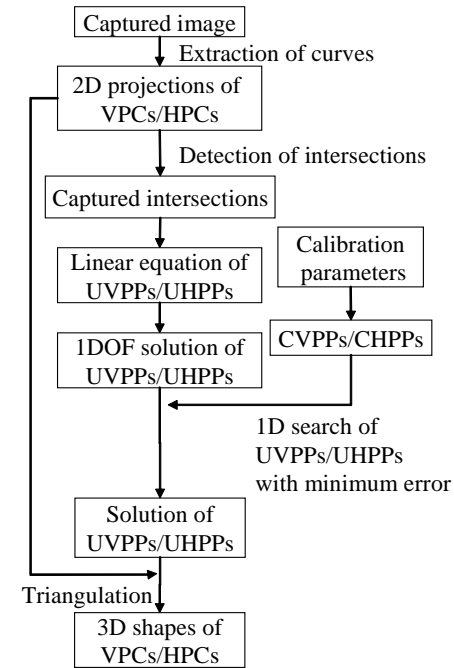 Captured image
Extraction of curves
2D projections of
VPCs/HPCs
Detection of intersections
Captured intersections
Linear equation of
UVPPs/UHPPs
Calibration
parameters
1DOF solution of
UVPPs/UHPPs
CVPPs/CHPPs
1D search of
UVPPs/UHPPs
with minimum error
Solution of
UVPPs/UHPPs
Triangulation
3D shapes of
VPCs/HPCs